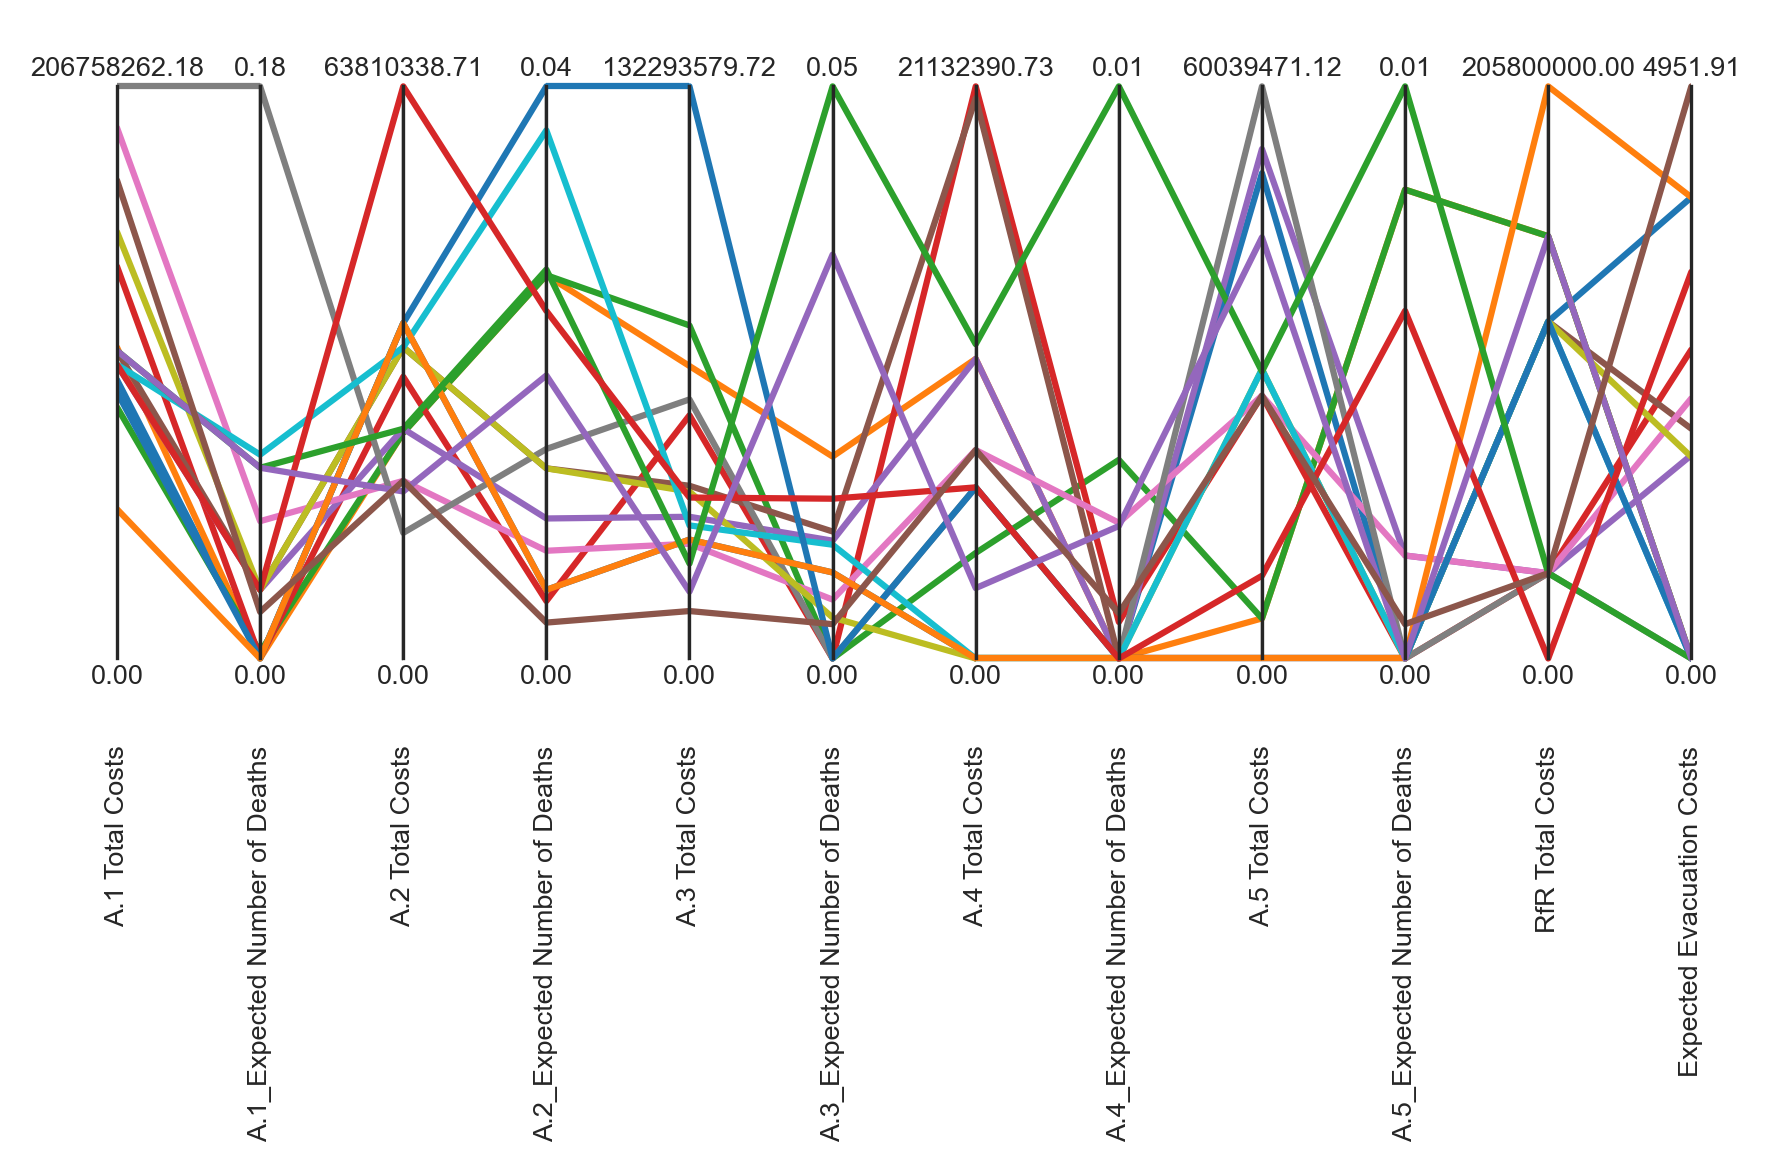 206758262.18 0.18 63810338.71 0.04 132293579.72 0.05 21132390.73 0.01 60039471.12 0.01 205800000.00 4951.91
0.00 0.00 0.00 0.00 0.00 0.00 0.00 0.00 0.00 0.00 0.00 0.00
A.1 Total Costs
A.1_Expected Number of Deaths
A.2 Total Costs
A.2_Expected Number of Deaths
A.3 Total Costs
A.3_Expected Number of Deaths
A.4 Total Costs
A.4_Expected Number of Deaths
A.5 Total Costs
A.5_Expected Number of Deaths
RfR Total Costs
Expected Evacuation Costs